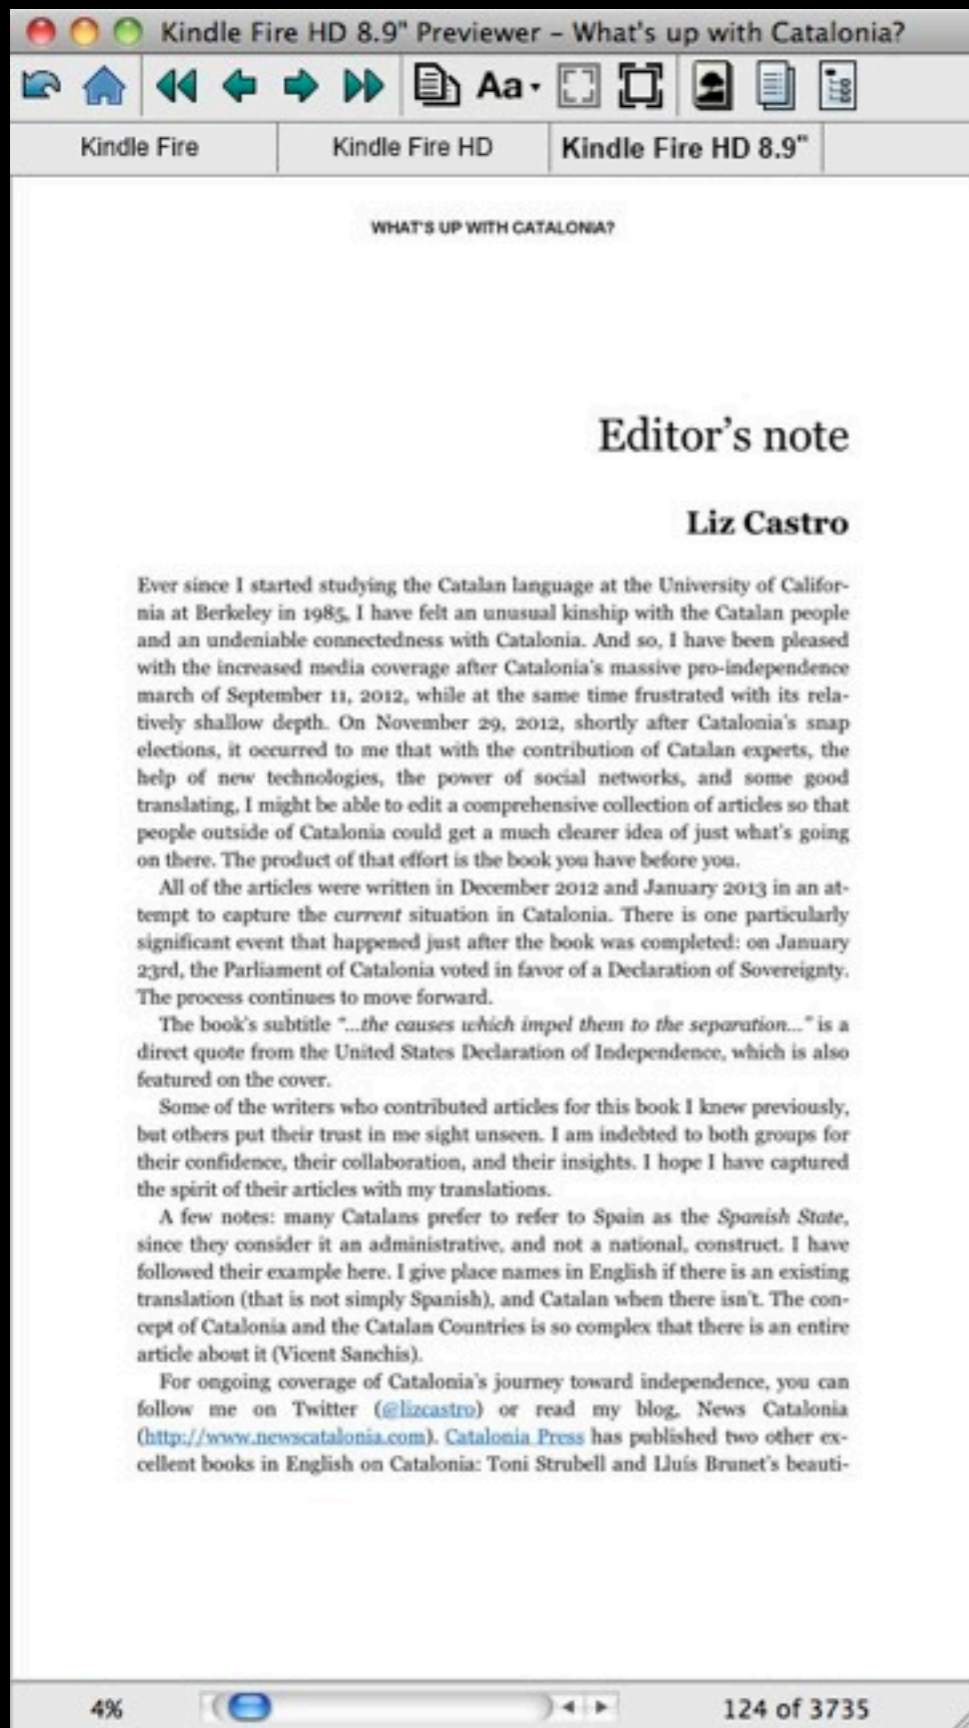 Kindle Fire HD 8.9" Previewer – What's up with Catalonia?
Aa
Kindle Fire
Kindle Fire HD
Kindle Fire HD 8.9"
WHAT'S UP WITH CATALONIA?
Editor's note
Liz Castro
Ever since I started studying the Catalan language at the University of Califor-
nia at Berkeley in 1985, I have felt an unusual kinship with the Catalan people
and an undeniable connectedness with Catalonia. And so, I have been pleased
with the increased media coverage after Catalonia's massive pro-independence
march of September 11, 2012, while at the same time frustrated with its rela-
tively shallow depth. On November 29, 2012, shortly after Catalonia's snap
elections, it occurred to me that with the contribution of Catalan experts, the
help of new technologies, the power of social networks, and some good
translating, I might be able to edit a comprehensive collection of articles so that
people outside of Catalonia could get a much clearer idea of just what's going
on there. The product of that effort is the book you have before you.
All of the articles were written in December 2012 and January 2013 in an at-
tempt to capture the current situation in Catalonia. There is one particularly
significant event that happened just after the book was completed: on January
23rd, the Parliament of Catalonia voted in favor of a Declaration of Sovereignty.
The process continues to move forward.
The book's subtitle "...the causes which impel them to the separation..." is a
direct quote from the United States Declaration of Independence, which is also
featured on the cover.
Some of the writers who contributed articles for this book I knew previously,
but others put their trust in me sight unseen. I am indebted to both groups for
their confidence, their collaboration, and their insights. I hope I have captured
the spirit of their articles with my translations.
A few notes: many Catalans prefer to refer to Spain as the Spanish State,
since they consider it an administrative, and not a national, construct. I have
followed their example here. I give place names in English if there is an existing
translation (that is not simply Spanish), and Catalan when there isn't. The con-
cept of Catalonia and the Catalan Countries is so complex that there is an entire
article about it (Vicent Sanchis).
For ongoing coverage of Catalonia's journey toward independence, you can
follow me on Twitter (@lizcastro) or read my blog, News Catalonia
(http://www.newscatalonia.com). Catalonia Press has published two other ex-
cellent books in English on Catalonia: Toni Strubell and Lluís Brunet's beauti-
4%
124 of 3735